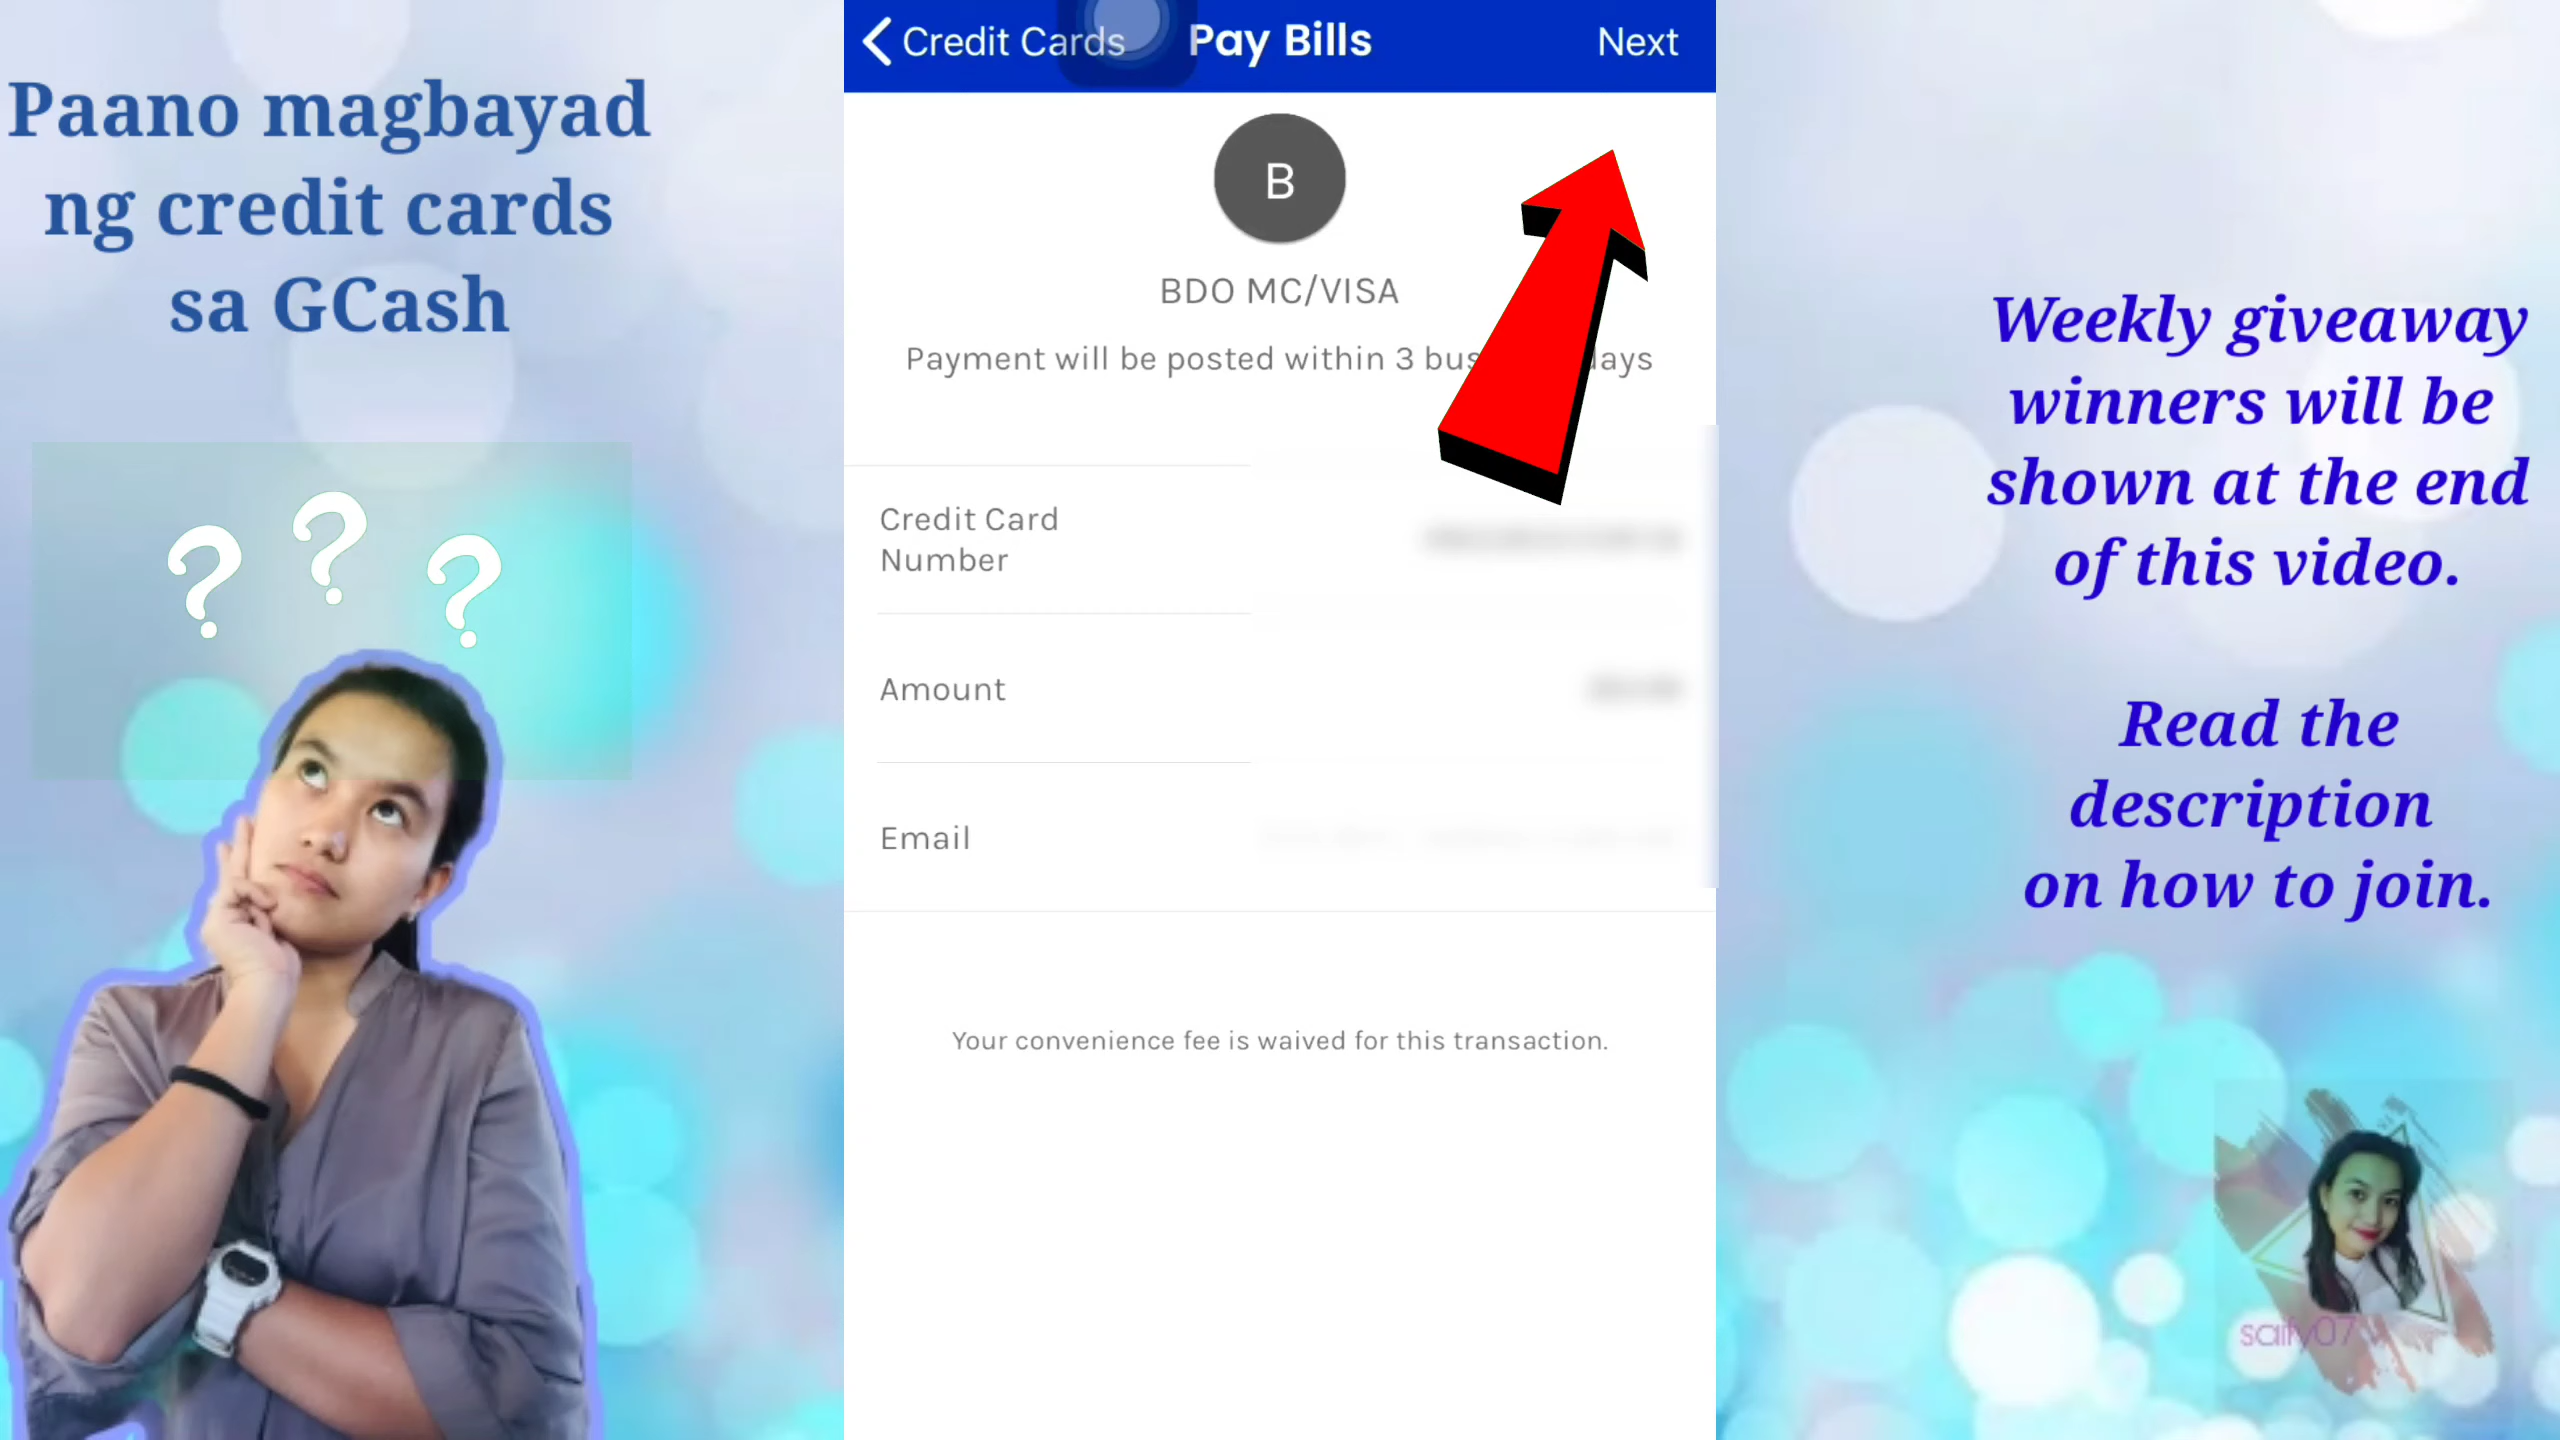 Paano magbayad
ng credit cards
sa GCash
? ? ?
Credit Cards
Pay Bills
Next
B
BDO MC/VISA
Payment will be posted within 3 bus
days
Credit Card
Number
Amount
Email
Your convenience fee is waived for this transaction.
Weekly giveaway
winners will be
shown at the end
of this video.
Read the
description
on how to join.
saify07